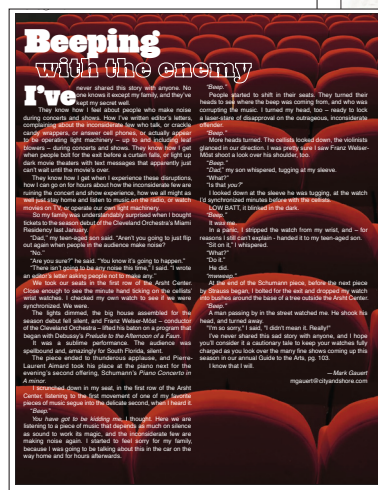 Beeping
with the enemy
I've never shared this story with anyone. No
one knows it except my family, and they've
kept my secret well.
They know how I feel about people who make noise
during concerts and shows. How I've written editor's letters,
complaining about the inconsiderate few who talk, or crackle
candy wrappers, or answer cell phones, or actually appear
to be operating light machinery – up to and including leaf
blowers – during concerts and shows. They know how I get
when people bolt for the exit before a curtain falls, or light up
dark movie theaters with text messages that apparently just
can't wait until the movie's over.
They know how I get when I experience these disruptions,
how I can go on for hours about how the inconsiderate few are
ruining the concert and show experience, how we all might as
well just stay home and listen to music on the radio, or watch
movies on TV, or operate our own light machinery.
So my family was understandably surprised when I bought
tickets to the season debut of the Cleveland Orchestra's Miami
Residency last January.
"Dad," my teen-aged son said. "Aren't you going to just flip
out again when people in the audience make noise?"
"No."
"Are you sure?" he said. "You know it's going to happen."
"There isn't going to be any noise this time," I said. "I wrote
an editor's letter asking people not to make any."
We took our seats in the first row of the Arsht Center.
Close enough to see the minute hand ticking on the cellists'
wrist watches. I checked my own watch to see if we were
synchronized. We were.
The lights dimmed, the big house assembled for the
season debut fell silent, and Franz Welser-Möst – conductor
of the Cleveland Orchestra – lifted his baton on a program that
began with Debussy's Prelude to the Afternoon of a Faun.
It was a sublime performance. The audience was
spellbound and, amazingly for South Florida, silent.
The piece ended to thunderous applause, and Pierre-
Laurent Aimard took his place at the piano next for the
evening's second offering, Schumann's Piano Concerto in
A minor.
I scrunched down in my seat, in the first row of the Arsht
Center, listening to the first movement of one of my favorite
pieces of music segue into the delicate second, when I heard it.
"Beep."
You have got to be kidding me, I thought. Here we are
listening to a piece of music that depends as much on silence
as sound to work its magic, and the inconsiderate few are
making noise again. I started to feel sorry for my family,
because I was going to be talking about this in the car on the
way home and for hours afterwards.
"Beep."
People started to shift in their seats. They turned their
heads to see where the beep was coming from, and who was
corrupting the music. I turned my head, too – ready to lock
a laser-stare of disapproval on the outrageous, inconsiderate
offender.
"Beep."
More heads turned. The cellists looked down, the violinists
glanced in our direction. I was pretty sure I saw Franz Welser-
Möst shoot a look over his shoulder, too.
"Beep."
"Dad," my son whispered, tugging at my sleeve.
"What?"
"Is that you?"
I looked down at the sleeve he was tugging, at the watch
I'd synchronized minutes before with the cellists.
LOW BATT, it blinked in the dark.
"Beep."
It was me.
In a panic, I stripped the watch from my wrist, and – for
reasons I still can't explain - handed it to my teen-aged son.
"Sit on it," I whispered.
"What?"
"Do it."
He did.
At the end of the Schumann piece, before the next piece
by Strauss began, I bolted for the exit and dropped my watch
into bushes around the base of a tree outside the Arsht Center.
"Beep."
A man passing by in the street watched me. He shook his
head, and turned away.
"I'm so sorry," I said, "I didn't mean it. Really!"
I've never shared this sad story with anyone, and I hope
you'll consider it a cautionary tale to keep your watches fully
charged as you look over the many fine shows coming up this
season in our annual Guide to the Arts, pg. 103.
I know that I will.
— Mark Gauert
mgauert@cityandshore.com